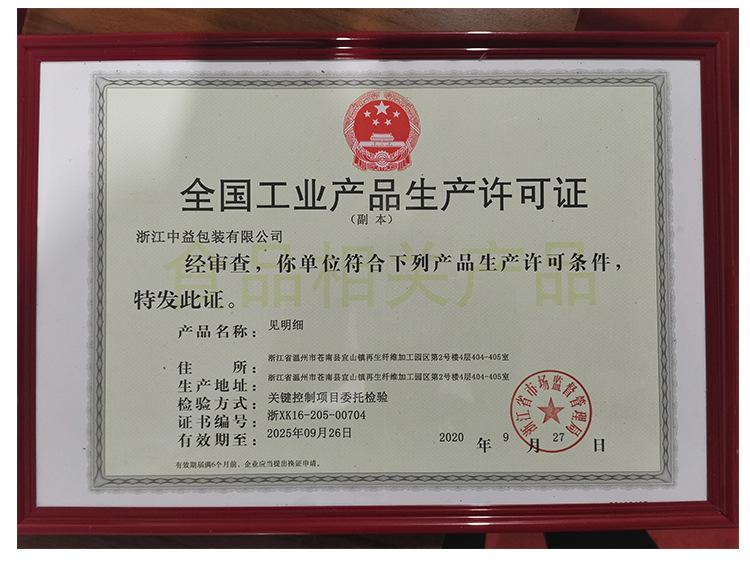 全国工业产品生产许可证
（副 本）
浙江中益包装有限公司
食品相关产品
经审查，你单位符合下列产品生产许可条件，
特发此证。
产品名称：见明细
住 所：浙江省温州市苍南县宜山镇再生纤维加工园区第2号楼4层404-405室
生产地址：浙江省温州市苍南县宜山镇再生纤维加工园区第2号楼4层404-405室
检验方式：关键控制项目委托检验
证书编号：浙XK16-205-00704
有效期至：2025年09月26日
2020 年 9 月 27 日
浙江省市场监督管理局
有效期届满6个月前，企业应当提出换证申请。